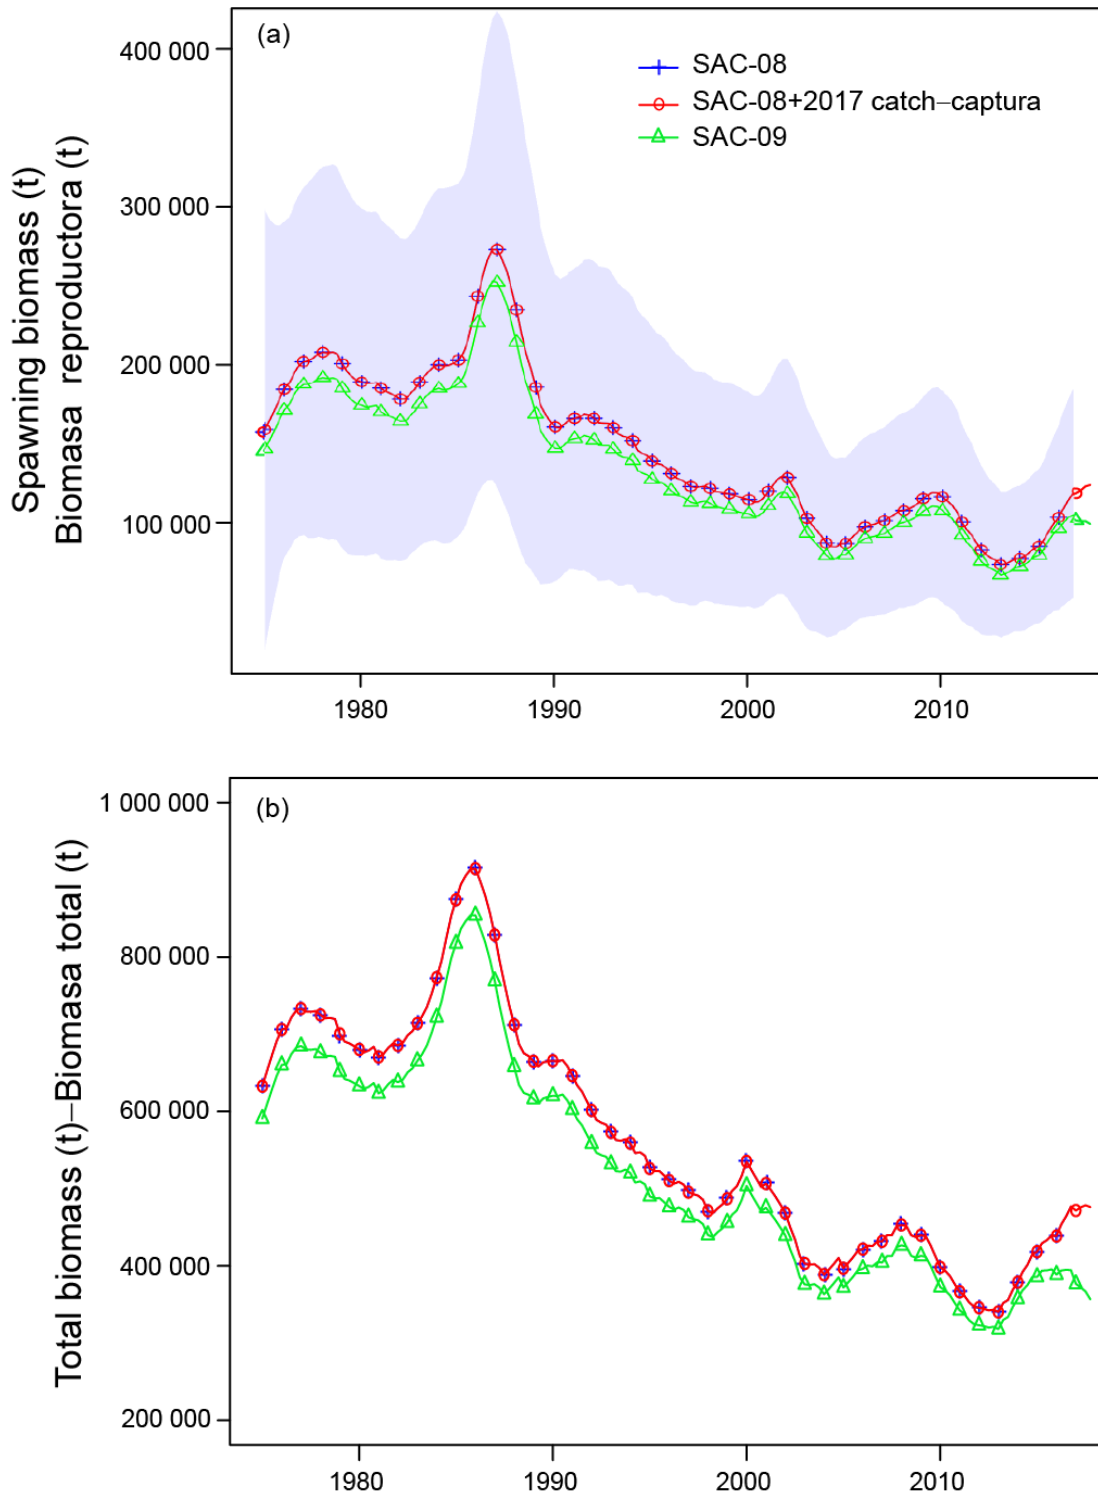 (a)
SAC-08
SAC-08+2017 catch–captura
SAC-09
Spawning biomass (t)
Biomasa reproductora (t)
400 000
300 000
200 000
100 000
1980
1990
2000
2010
(b)
Total biomass (t)–Biomasa total (t)
1 000 000
800 000
600 000
400 000
200 000
1980
1990
2000
2010